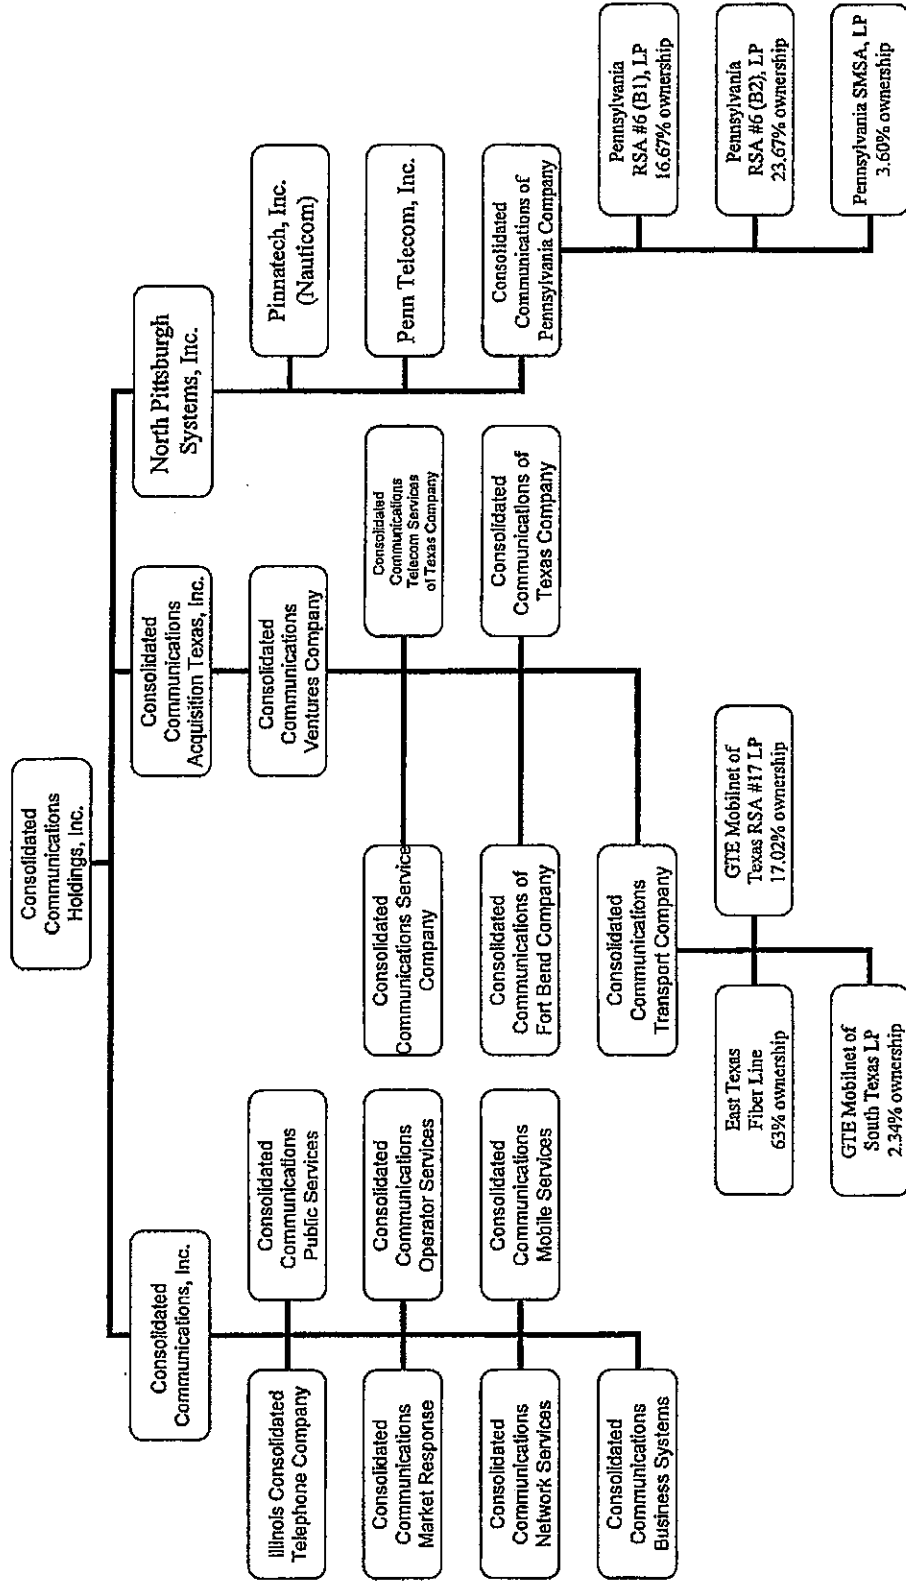 Consolidated
Communications
Holdings, Inc.
Consolidated
Communications, Inc.
Consolidated
Communications
Acquisition Texas, Inc.
North Pittsburgh
Systems, Inc.
Illinois Consolidated
Telephone Company
Consolidated
Communications
Public Services
Consolidated
Communications
Ventures Company
Pinnatech, Inc.
(Nauticom)
Consolidated
Communications
Market Response
Consolidated
Communications
Operator Services
Consolidated
Communications Service
Company
Consolidated
Communications
Telecom Services
of Texas Company
Penn Telecom, Inc.
Consolidated
Communications
Network Services
Consolidated
Communications
Mobile Services
Consolidated
Communications of
Fort Bend Company
Consolidated
Communications of
Texas Company
Consolidated
Communications of
Pennsylvania Company
Consolidated
Communications
Business Systems
Consolidated
Communications
Transport Company
Pennsylvania
RSA #6 (B1), LP
16.67% ownership
East Texas
Fiber Line
63% ownership
GTE Mobilnet of
Texas RSA #17 LP
17.02% ownership
Pennsylvania
RSA #6 (B2), LP
23.67% ownership
GTE Mobilnet of
South Texas LP
2.34% ownership
Pennsylvania SMSA, LP
3.60% ownership